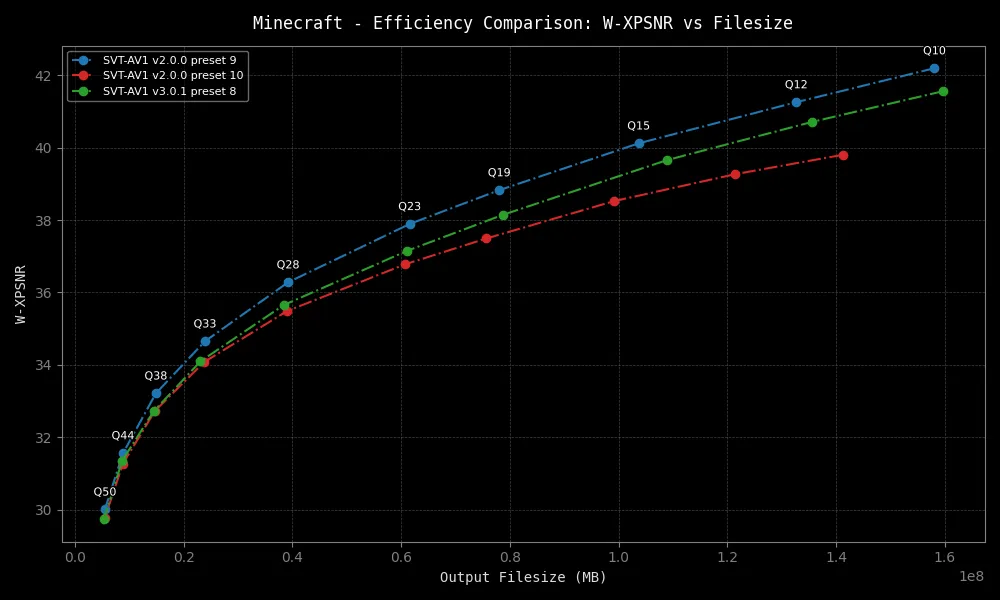 Minecraft - Efficiency Comparison: W-XPSNR vs Filesize
SVT-AV1 v2.0.0 preset 9
SVT-AV1 v2.0.0 preset 10
SVT-AV1 v3.0.1 preset 8
Q10
Q12
Q15
Q19
Q23
Q28
Q33
Q38
Q44
Q50
W-XPSNR
42
40
38
36
34
32
30
0.0 0.2 0.4 0.6 0.8 1.0 1.2 1.4 1.6
1e8
Output Filesize (MB)